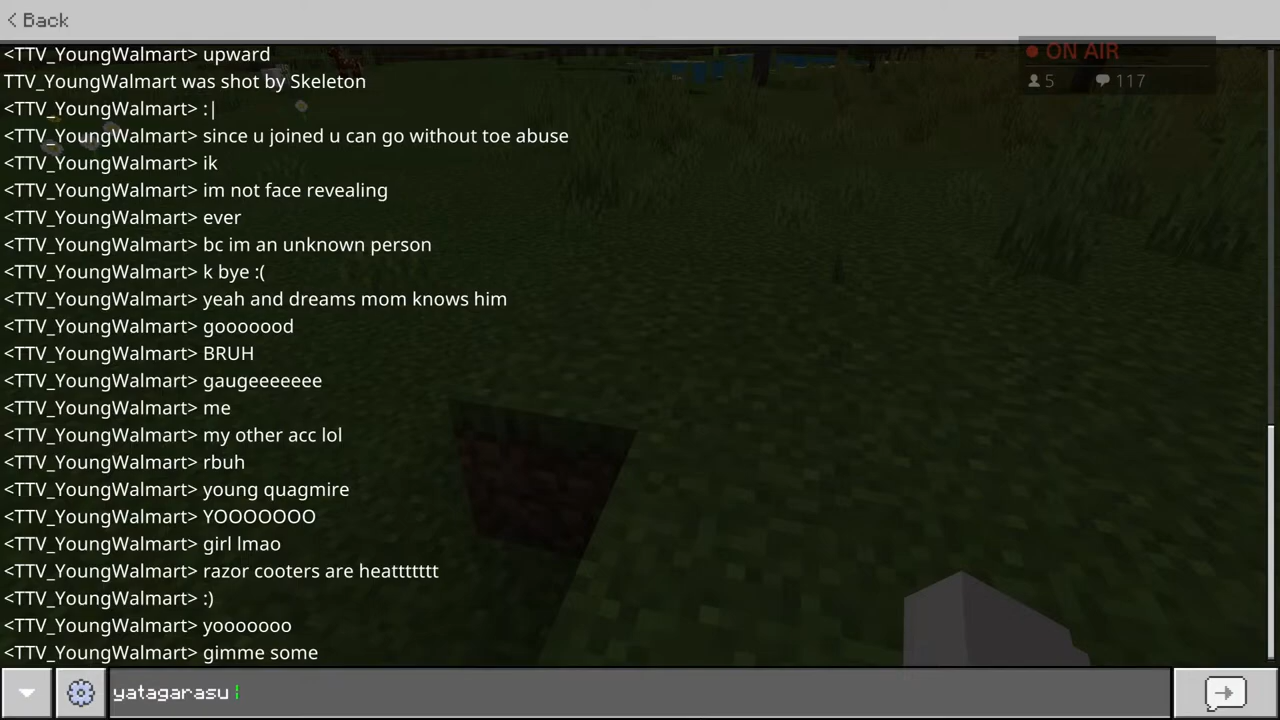 Back
<TTV_YoungWalmart> upward
ON AIR
TTV_YoungWalmart was shot by Skeleton
5 117
<TTV_YoungWalmart> :|
<TTV_YoungWalmart> since u joined u can go without toe abuse
<TTV_YoungWalmart> ik
<TTV_YoungWalmart> im not face revealing
<TTV_YoungWalmart> ever
<TTV_YoungWalmart> bc im an unknown person
<TTV_YoungWalmart> k bye :(
<TTV_YoungWalmart> yeah and dreams mom knows him
<TTV_YoungWalmart> gooooood
<TTV_YoungWalmart> BRUH
<TTV_YoungWalmart> gaugeeeeeee
<TTV_YoungWalmart> me
<TTV_YoungWalmart> my other acc lol
<TTV_YoungWalmart> rbuh
<TTV_YoungWalmart> young quagmire
<TTV_YoungWalmart> YOOOOOOO
<TTV_YoungWalmart> girl lmao
<TTV_YoungWalmart> razor cooters are heattttttt
<TTV_YoungWalmart> :)
<TTV_YoungWalmart> yooooooo
<TTV_YoungWalmart> gimme some
yatagarasu